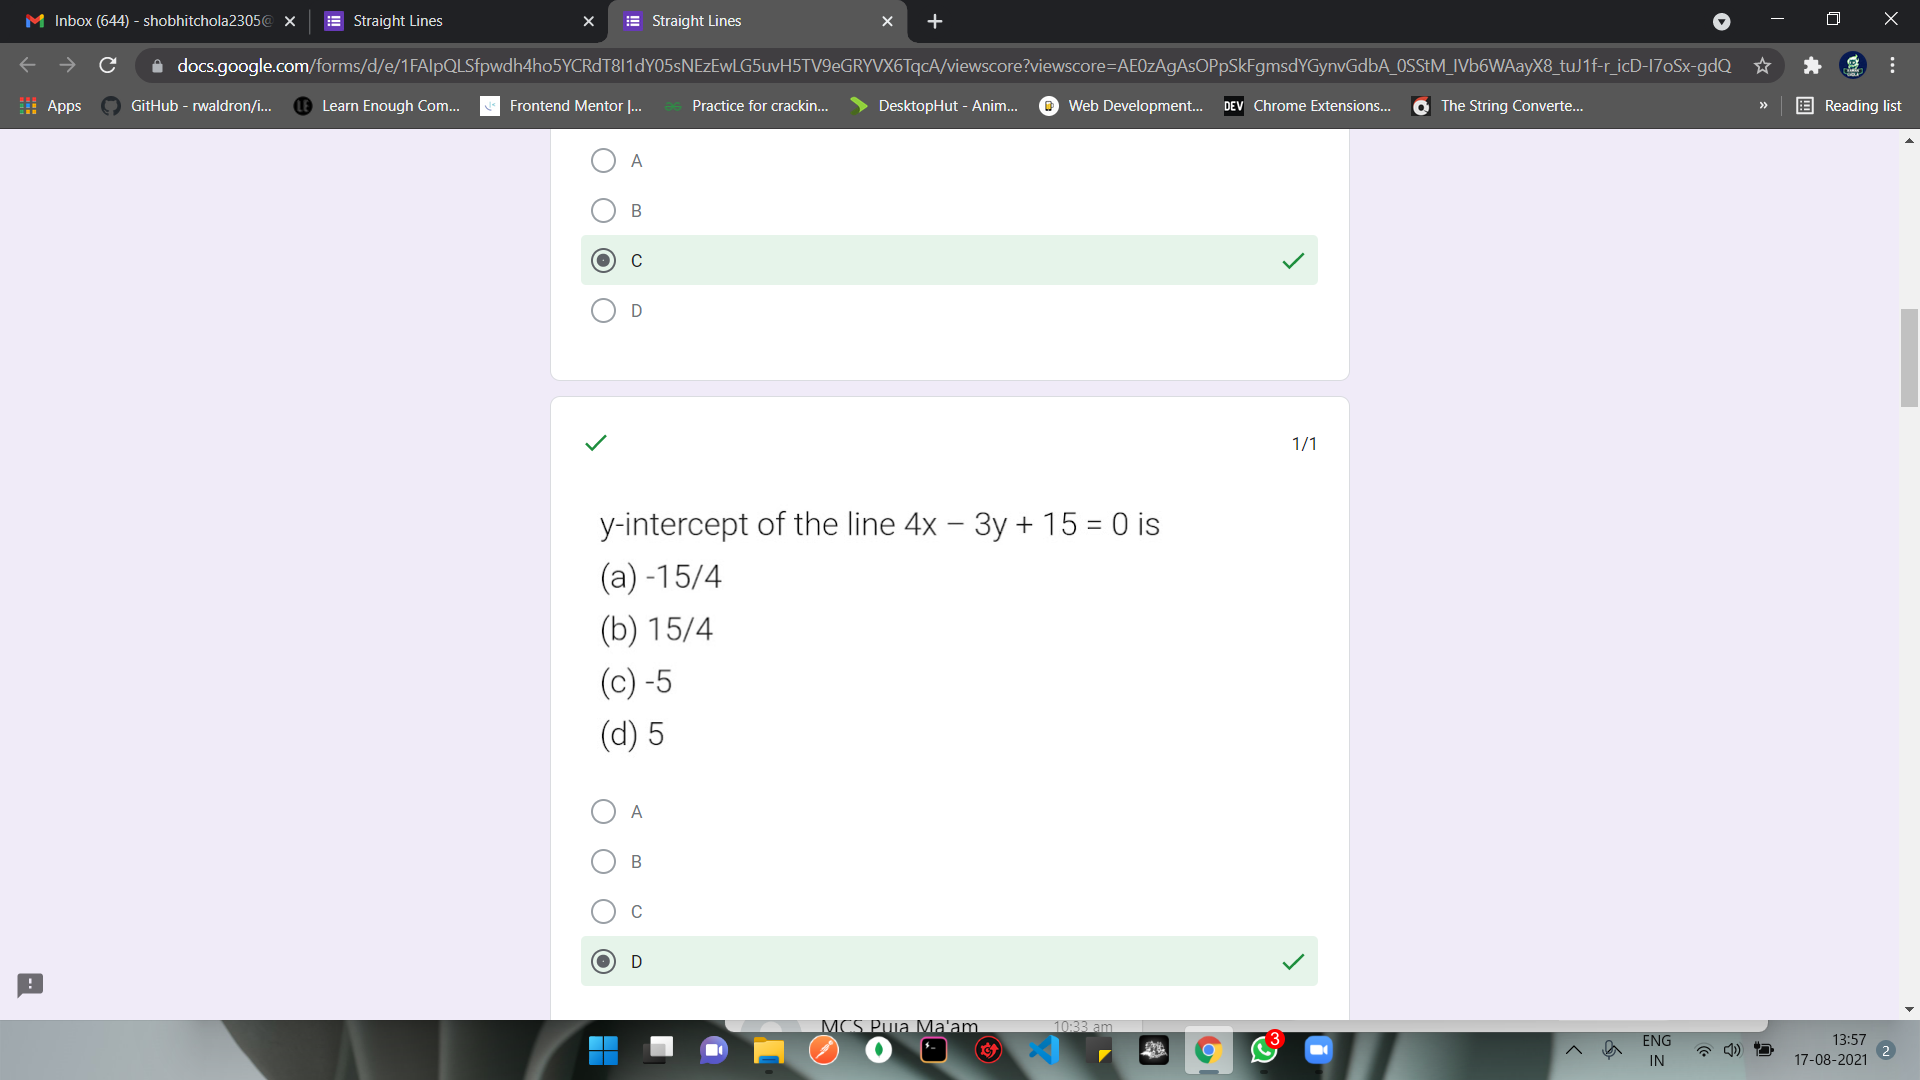 Inbox (644) - shobhitchola2305@
Straight Lines
Straight Lines
docs.google.com/forms/d/e/1FAIpQLSfpwdh4ho5YCRdT8I1dY05sNEzEwLG5uvH5TV9eGRYVX6TqcA/viewscore?viewscore=AE0zAgAsOPpSkFgmsdYGynvGdbA_0SStM_IVb6WAayX8_tuJ1f-r_icD-I7oSx-gdQ
Apps
GitHub - rwaldron/i...
Learn Enough Com...
Frontend Mentor |...
Practice for crackin...
DesktopHut - Anim...
Web Development...
DEV
Chrome Extensions...
The String Converte...
»
Reading list
A
B
C
D
1/1
y-intercept of the line 4x – 3y + 15 = 0 is
(a) -15/4
(b) 15/4
(c) -5
(d) 5
A
B
C
D
MCS Puja Ma'am
10:33 am
3
ENG
IN
13:57
17-08-2021
2